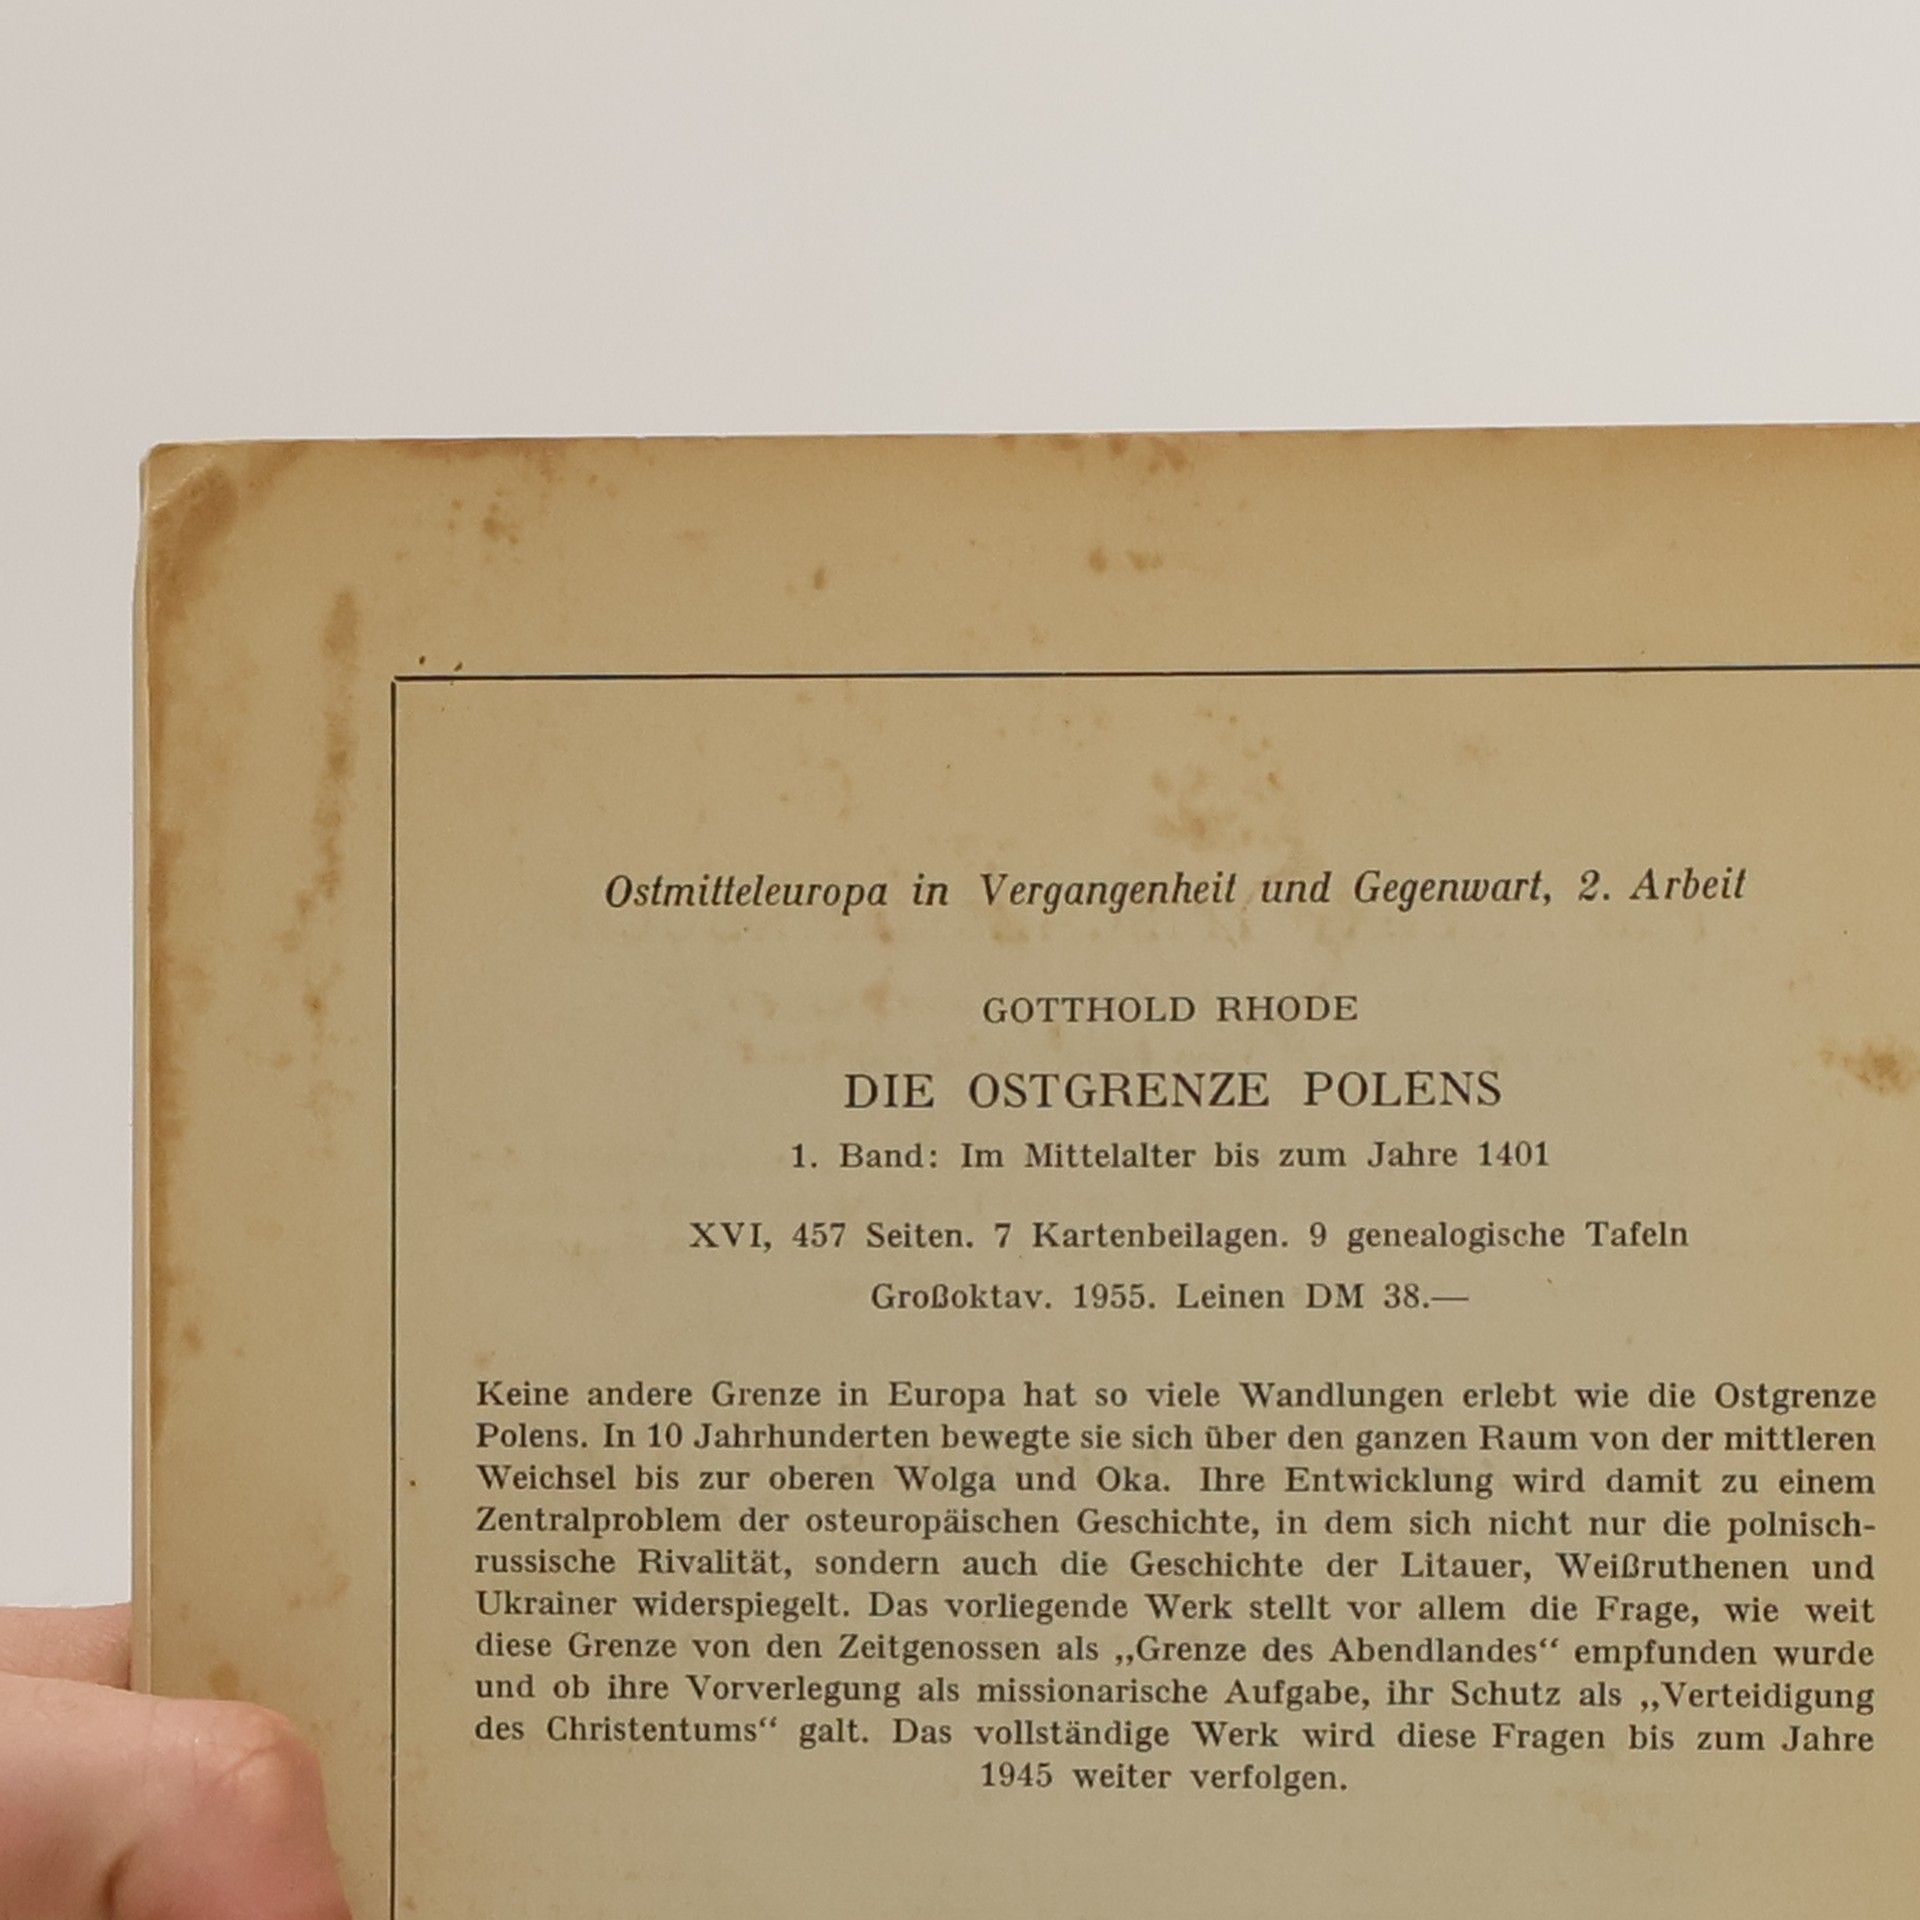 Ostmitteleuropa in Vergangenheit und Gegenwart, 2. Arbeit
GOTTHOLD RHODE
DIE OSTGRENZE POLENS
1. Band: Im Mittelalter bis zum Jahre 1401
XVI, 457 Seiten. 7 Kartenbeilagen. 9 genealogische Tafeln
Großoktav. 1955. Leinen DM 38.—
Keine andere Grenze in Europa hat so viele Wandlungen erlebt wie die Ostgrenze
Polens. In 10 Jahrhunderten bewegte sie sich über den ganzen Raum von der mittleren
Weichsel bis zur oberen Wolga und Oka. Ihre Entwicklung wird damit zu einem
Zentralproblem der osteuropäischen Geschichte, in dem sich nicht nur die polnisch-
russische Rivalität, sondern auch die Geschichte der Litauer, Weißruthenen und
Ukrainer widerspiegelt. Das vorliegende Werk stellt vor allem die Frage, wie weit
diese Grenze von den Zeitgenossen als „Grenze des Abendlandes“ empfunden wurde
und ob ihre Vorverlegung als missionarische Aufgabe, ihr Schutz als „Verteidigung
des Christentums“ galt. Das vollständige Werk wird diese Fragen bis zum Jahre
1945 weiter verfolgen.